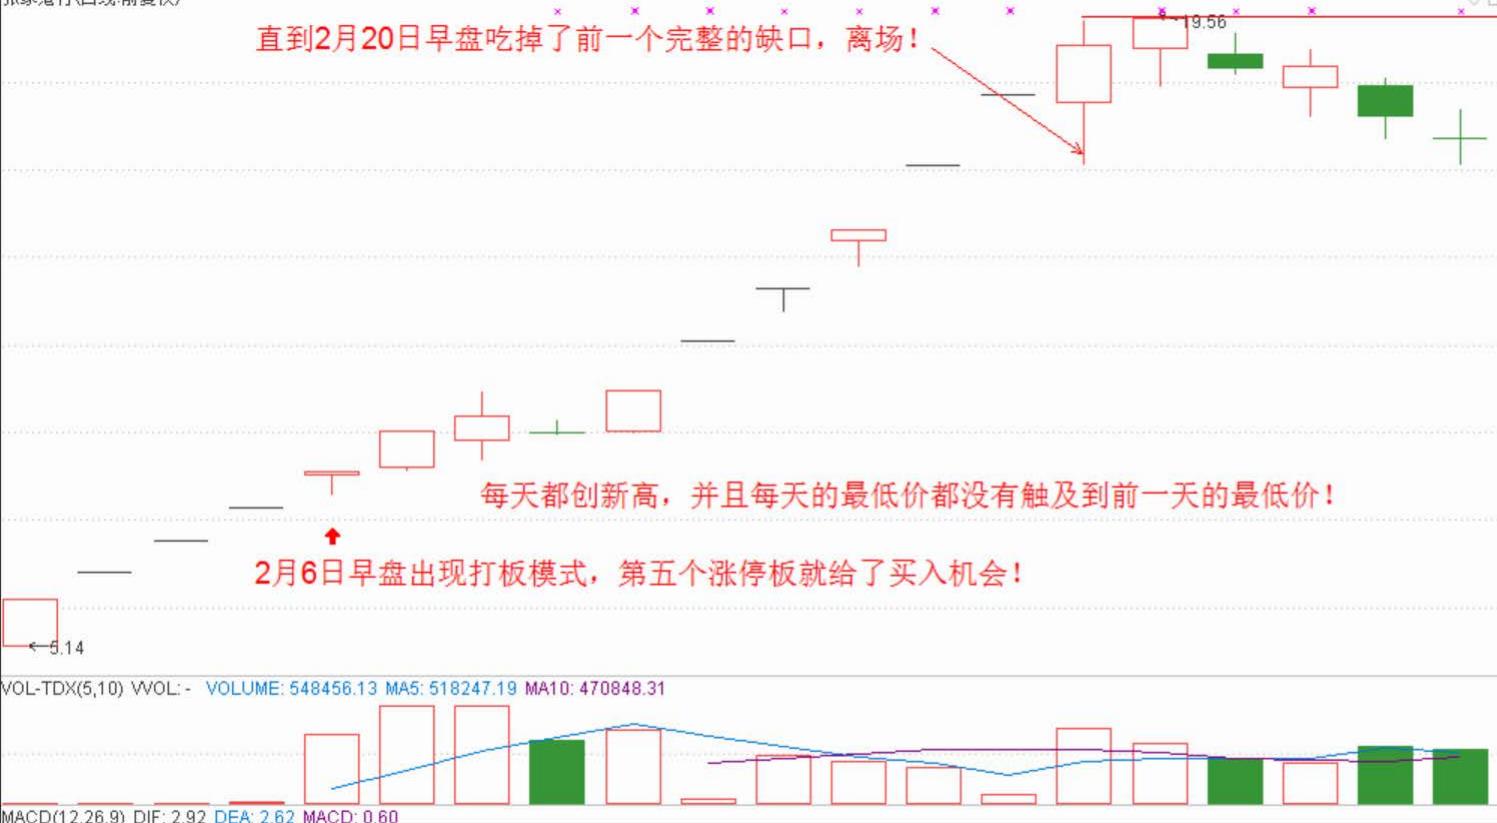 直到2月20日早盘吃掉了前一个完整的缺口，离场！
19.56
每天都创新高，并且每天的最低价都没有触及到前一天的最低价！
2月6日早盘出现打板模式，第五个涨停板就给了买入机会！
5.14
VOL-TDX(5,10) VVOL: - VOLUME: 548456.13 MA5: 518247.19 MA10: 470848.31
MACD(12,26,9) DIF: 2.92 DEA: 2.62 MACD: 0.60